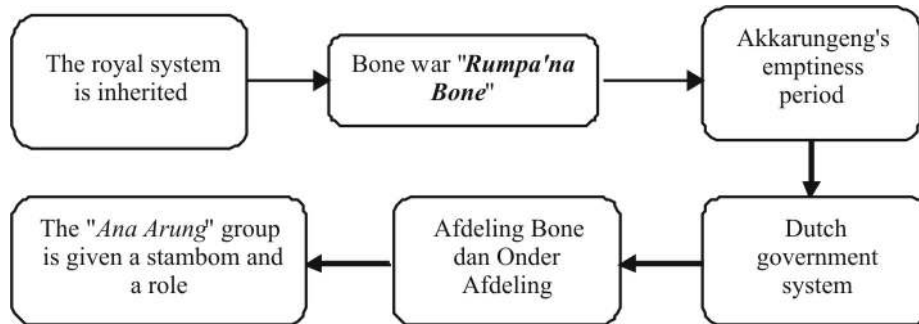 The royal system
is inherited
Bone war "Rumpa'na
Bone"
Akkarungeng's
emptiness
period
Dutch
government
system
Afdeling Bone
dan Onder
Afdeling
The "Ana Arung" group
is given a stambom and
a role